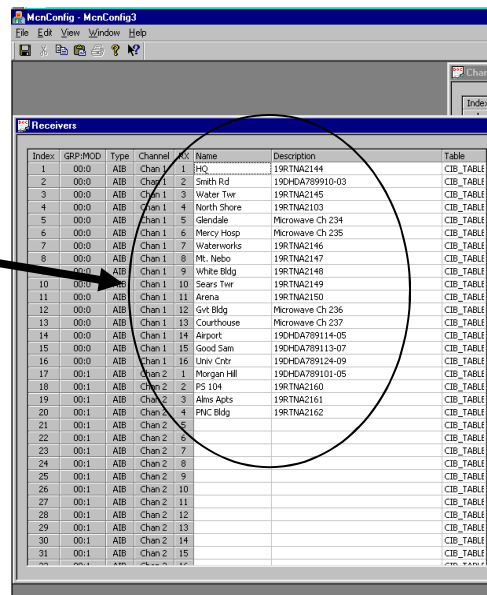 McnConfig - McnConfig3
File Edit View Window Help
Char
Index
Receivers
Index GRP:MOD Type Channel RX Name Description Table
1 00:0 AIB Chan 1 1 HQ 19RTNA2144 CIB_TABLE
2 00:0 AIB Chan 1 2 Smith Rd 19DHDA789910-03 CIB_TABLE
3 00:0 AIB Chan 1 3 Water Twr 19RTNA2145 CIB_TABLE
4 00:0 AIB Chan 1 4 North Shore 19RTNA2103 CIB_TABLE
5 00:0 AIB Chan 1 5 Glendale Microwave Ch 234 CIB_TABLE
6 00:0 AIB Chan 1 6 Mercy Hosp Microwave Ch 235 CIB_TABLE
7 00:0 AIB Chan 1 7 Waterworks 19RTNA2146 CIB_TABLE
8 00:0 AIB Chan 1 8 Mt. Nebo 19RTNA2147 CIB_TABLE
9 00:0 AIB Chan 1 9 White Bldg 19RTNA2148 CIB_TABLE
10 00:0 AIB Chan 1 10 Sears Twr 19RTNA2149 CIB_TABLE
11 00:0 AIB Chan 1 11 Arena 19RTNA2150 CIB_TABLE
12 00:0 AIB Chan 1 12 Gvt Bldg Microwave Ch 236 CIB_TABLE
13 00:0 AIB Chan 1 13 Courthouse Microwave Ch 237 CIB_TABLE
14 00:0 AIB Chan 1 14 Airport 19DHDA789114-05 CIB_TABLE
15 00:0 AIB Chan 1 15 Good Sam 19DHDA789113-07 CIB_TABLE
16 00:0 AIB Chan 1 16 Univ Cntr 19DHDA789124-09 CIB_TABLE
17 00:1 AIB Chan 2 1 Morgan Hill 19DHDA789101-05 CIB_TABLE
18 00:1 AIB Chan 2 2 PS 104 19RTNA2160 CIB_TABLE
19 00:1 AIB Chan 2 3 Alms Apts 19RTNA2161 CIB_TABLE
20 00:1 AIB Chan 2 4 PNC Bldg 19RTNA2162 CIB_TABLE
21 00:1 AIB Chan 2 5 CIB_TABLE
22 00:1 AIB Chan 2 6 CIB_TABLE
23 00:1 AIB Chan 2 7 CIB_TABLE
24 00:1 AIB Chan 2 8 CIB_TABLE
25 00:1 AIB Chan 2 9 CIB_TABLE
26 00:1 AIB Chan 2 10 CIB_TABLE
27 00:1 AIB Chan 2 11 CIB_TABLE
28 00:1 AIB Chan 2 12 CIB_TABLE
29 00:1 AIB Chan 2 13 CIB_TABLE
30 00:1 AIB Chan 2 14 CIB_TABLE
31 00:1 AIB Chan 2 15 CIB_TABLE